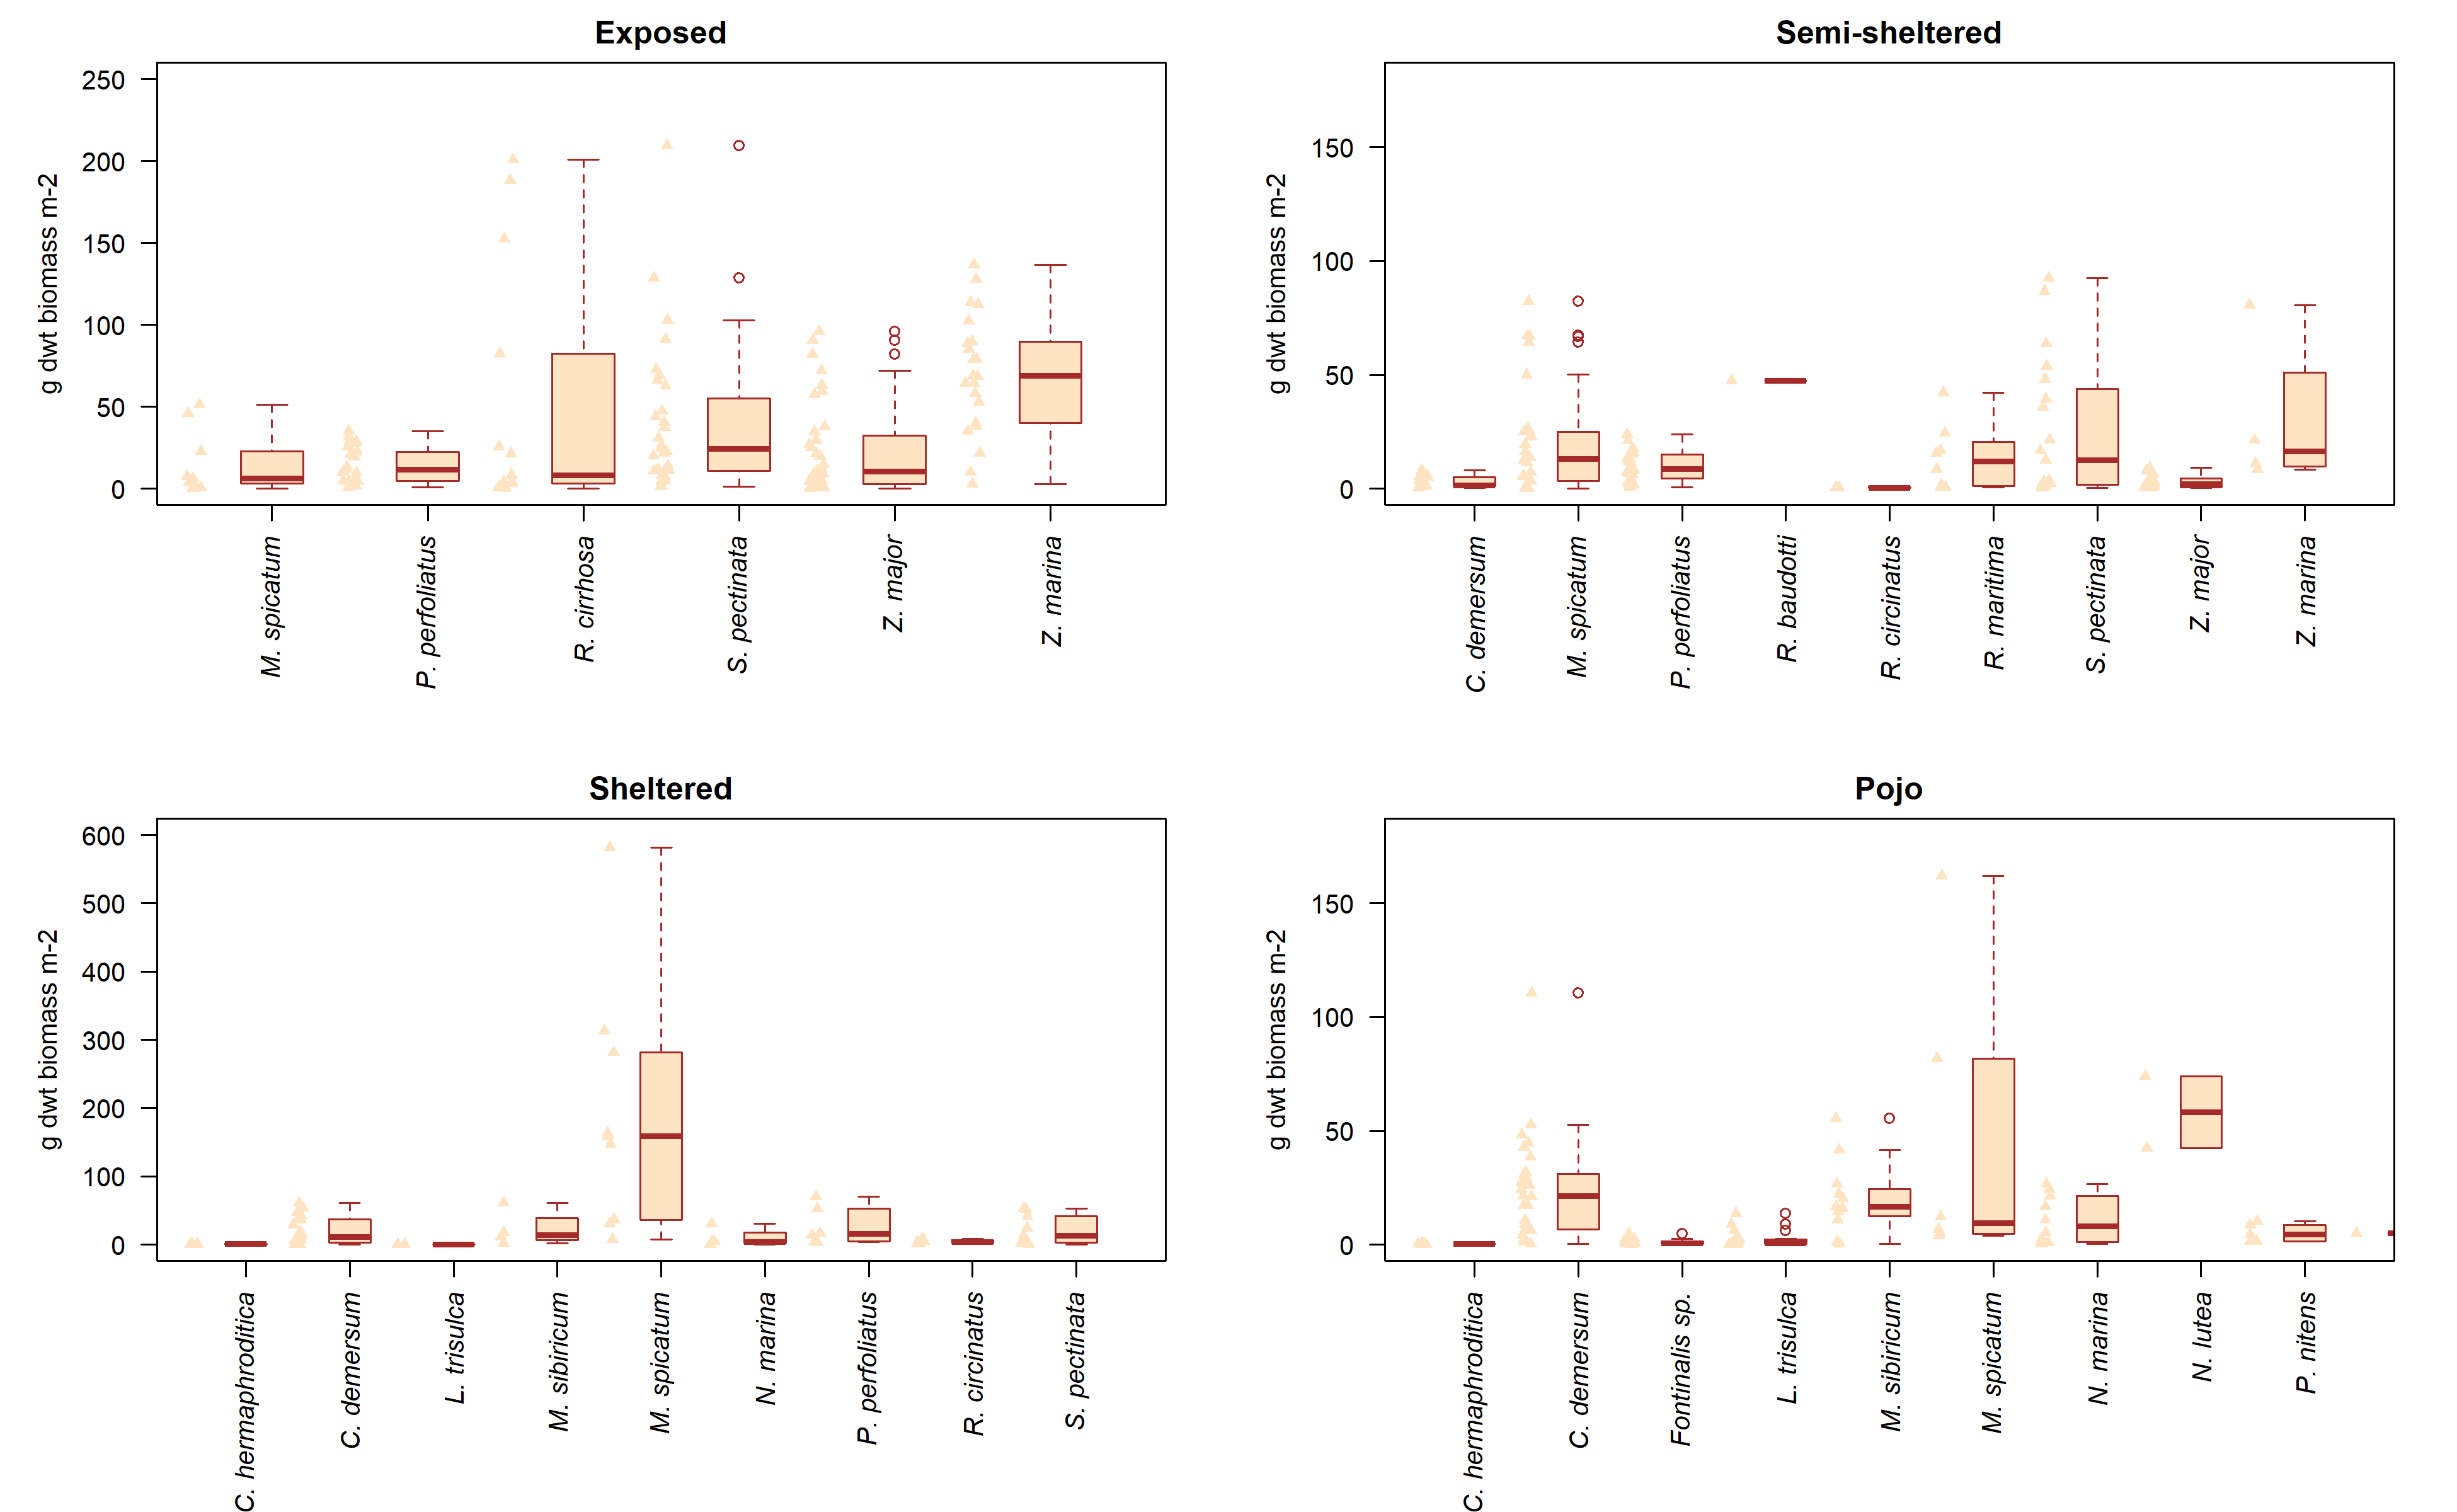 Exposed
250
200
150
100
50
0
g dwt biomass m-2
M. spicatum
P. perfoliatus
R. cirrhosa
S. pectinata
Z. major
Z. marina
Semi-sheltered
150
100
50
0
g dwt biomass m-2
C. demersum
M. spicatum
P. perfoliatus
R. baudotti
R. circinatus
R. maritima
S. pectinata
Z. major
Z. marina
Sheltered
600
500
400
300
200
100
0
g dwt biomass m-2
C. hermaphroditica
C. demersum
L. trisulca
M. sibiricum
M. spicatum
N. marina
P. perfoliatus
R. circinatus
S. pectinata
Pojo
150
100
50
0
g dwt biomass m-2
C. hermaphroditica
C. demersum
Fontinalis sp.
L. trisulca
M. sibiricum
M. spicatum
N. marina
N. lutea
P. nitens